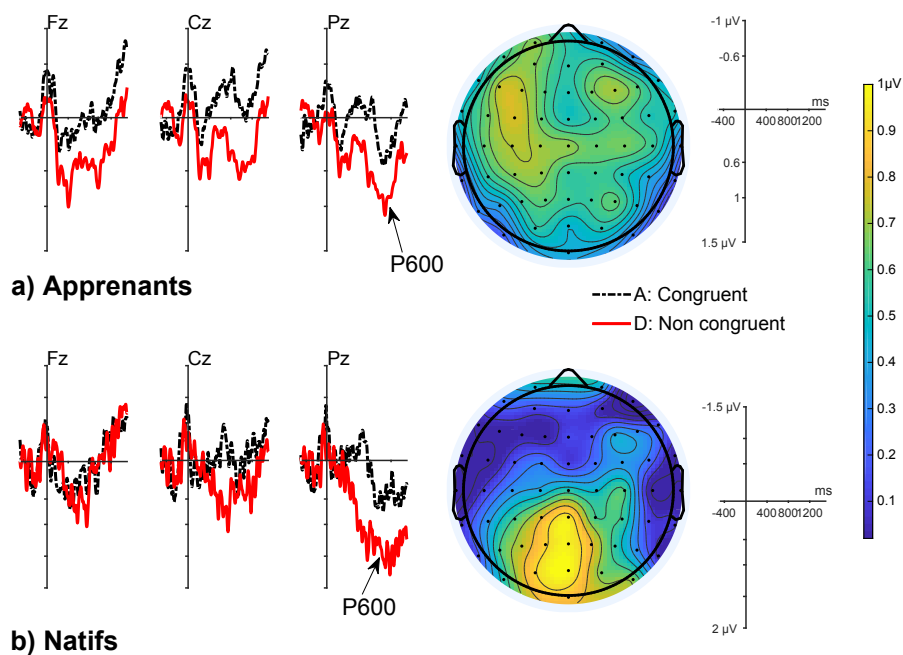 Fz
Cz
Pz
P600
a) Apprenants
-1 µV
-0.6
ms
-400
400
800
1200
0.6
1
1.5 µV
1µV
0.9
0.8
0.7
0.6
0.5
0.4
0.3
0.2
0.1
A: Congruent
D: Non congruent
Fz
Cz
Pz
P600
b) Natifs
-1.5 µV
ms
-400
400
800
1200
2 µV